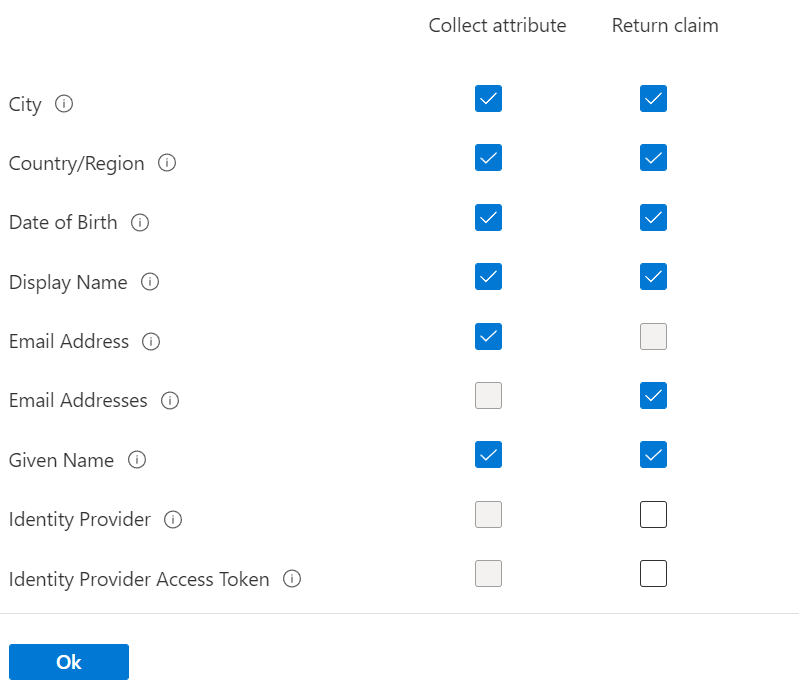 Collect attribute Return claim
City
Country/Region
Date of Birth
Display Name
Email Address
Email Addresses
Given Name
Identity Provider
Identity Provider Access Token
Ok